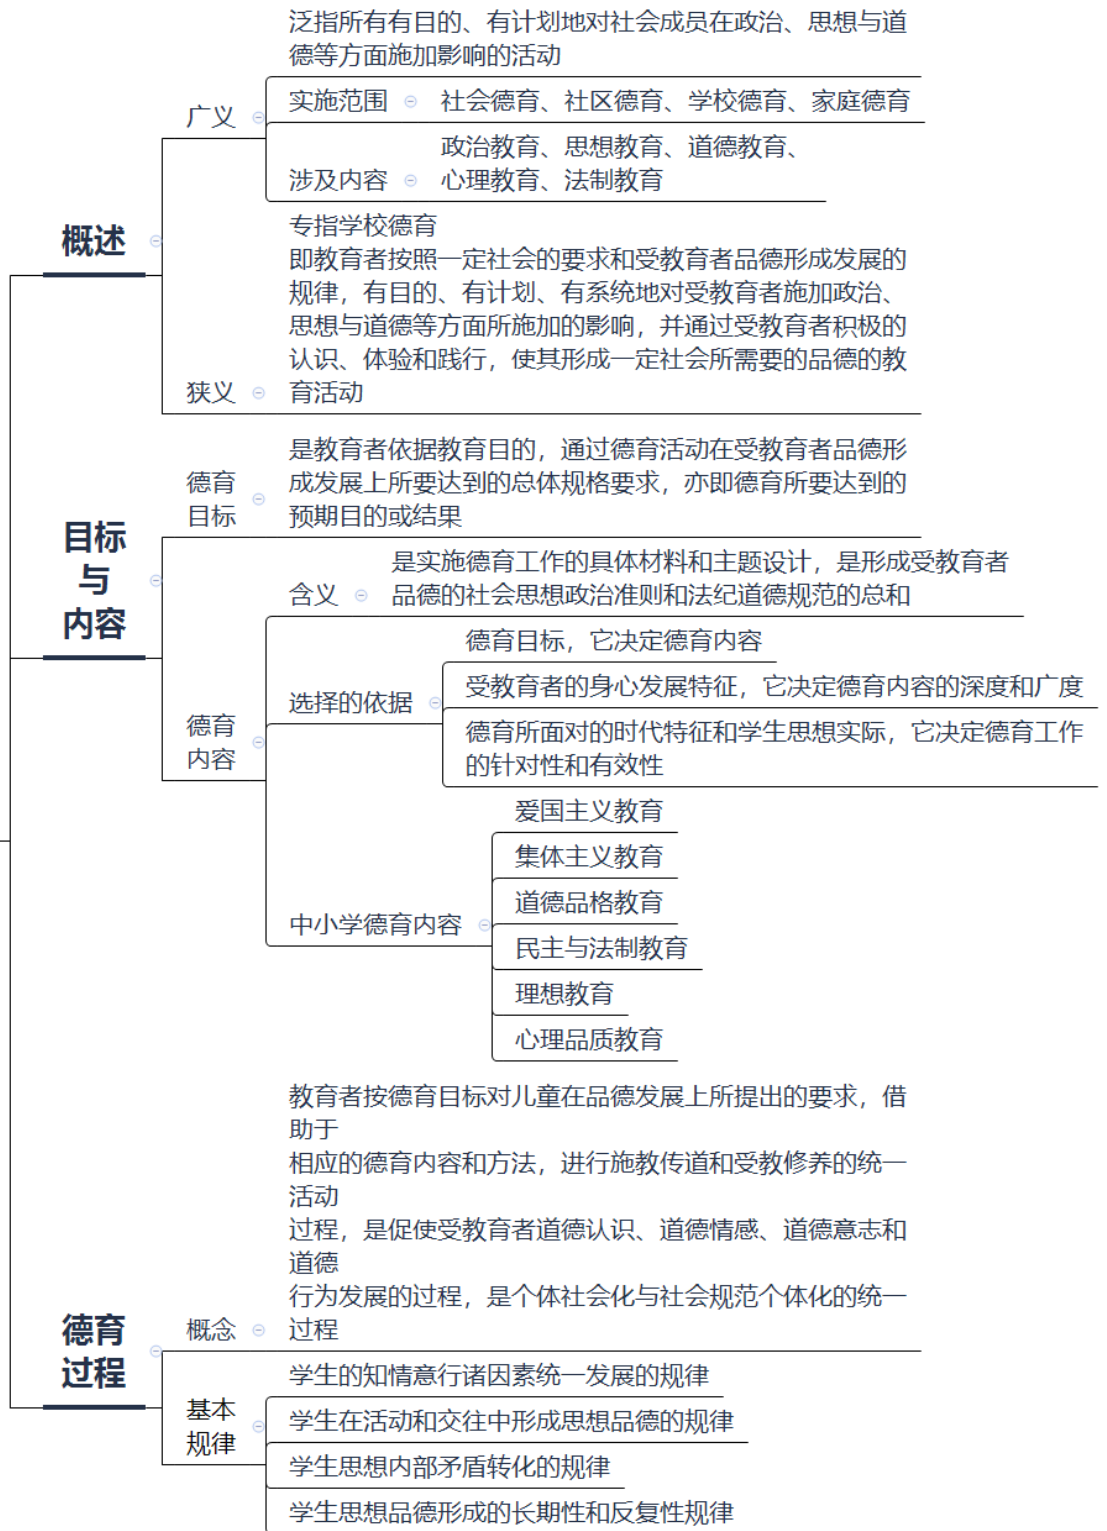 概述
广义
泛指所有有目的、有计划地对社会成员在政治、思想与道
德等方面施加影响的活动
实施范围
社会德育、社区德育、学校德育、家庭德育
涉及内容
政治教育、思想教育、道德教育、
心理教育、法制教育
狭义
专指学校德育
即教育者按照一定社会的要求和受教育者品德形成发展的
规律，有目的、有计划、有系统地对受教育者施加政治、
思想与道德等方面所施加的影响，并通过受教育者积极的
认识、体验和践行，使其形成一定社会所需要的品德的教
育活动
目标
与
内容
德育
目标
是教育者依据教育目的，通过德育活动在受教育者品德形
成发展上所要达到的总体规格要求，亦即德育所要达到的
预期目的或结果
德育
内容
含义
是实施德育工作的具体材料和主题设计，是形成受教育者
品德的社会思想政治准则和法纪道德规范的总和
选择的依据
德育目标，它决定德育内容
受教育者的身心发展特征，它决定德育内容的深度和广度
德育所面对的时代特征和学生思想实际，它决定德育工作
的针对性和有效性
中小学德育内容
爱国主义教育
集体主义教育
道德品格教育
民主与法制教育
理想教育
心理品质教育
德育
过程
概念
教育者按德育目标对儿童在品德发展上所提出的要求，借
助于
相应的德育内容和方法，进行施教传道和受教修养的统一
活动
过程，是促使受教育者道德认识、道德情感、道德意志和
道德
行为发展的过程，是个体社会化与社会规范个体化的统一
过程
基本
规律
学生的知情意行诸因素统一发展的规律
学生在活动和交往中形成思想品德的规律
学生思想内部矛盾转化的规律
学生思想品德形成的长期性和反复性规律